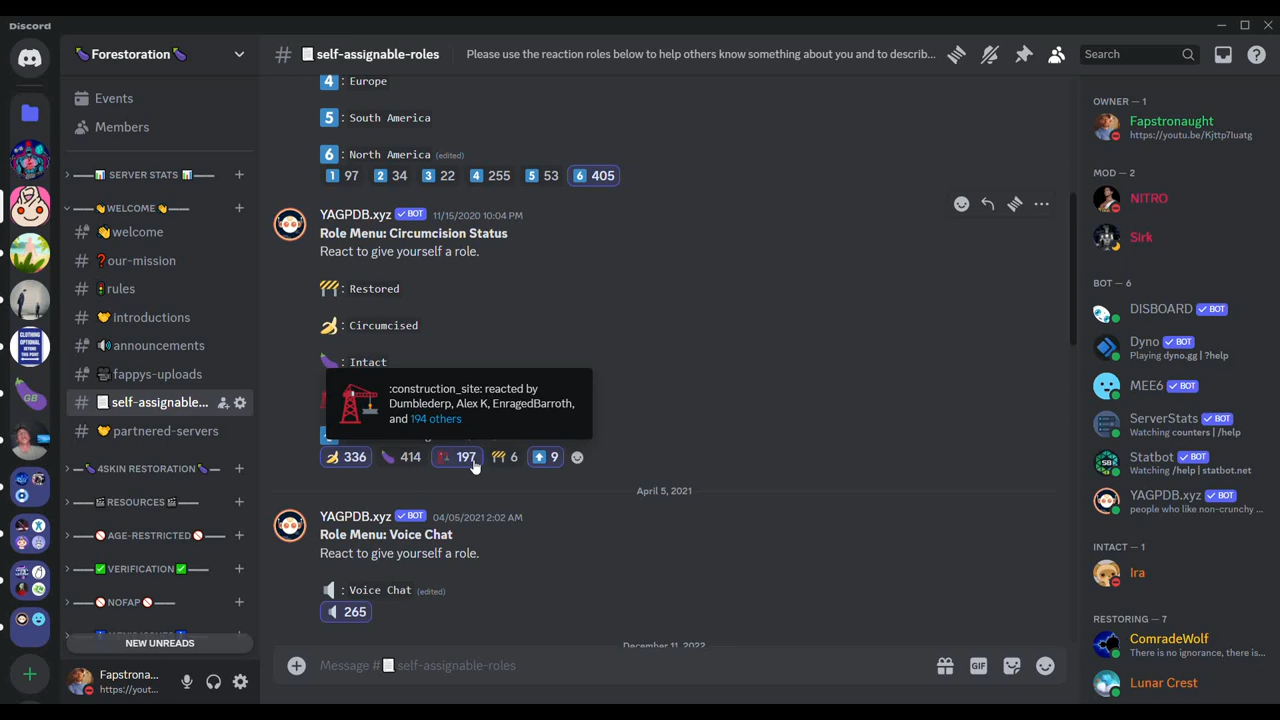 Discord
Forestoration
Events
Members
SERVER STATS
WELCOME
welcome
our-mission
rules
introductions
announcements
fappys-uploads
self-assignable...
partnered-servers
4SKIN RESTORATION
RESOURCES
AGE-RESTRICTED
VERIFICATION
NOFAP
NEW UNREADS
Fapstrona...
https://yout...
# self-assignable-roles
Please use the reaction roles below to help others know something about you and to describ...
Search
4 : Europe
5 : South America
6 : North America (edited)
1 97 2 34 3 22 4 255 5 53 6 405
YAGPDB.xyz ✓ BOT 11/15/2020 10:04 PM
Role Menu: Circumcision Status
React to give yourself a role.
: Restored
: Circumcised
: Intact
:construction_site: reacted by
Dumblederp, Alex K, EnragedBarroth,
and 194 others
336 414 197 6 9
April 5, 2021
YAGPDB.xyz ✓ BOT 04/05/2021 2:02 AM
Role Menu: Voice Chat
React to give yourself a role.
: Voice Chat (edited)
265
December 11, 2022
Message # self-assignable-roles
GIF
OWNER — 1
Fapstronaught
https://youtu.be/Kjttp7Iuatg
MOD — 2
NITRO
Sirk
BOT — 6
DISBOARD ✓ BOT
Dyno ✓ BOT
Playing dyno.gg | ?help
MEE6 ✓ BOT
ServerStats ✓ BOT
Watching counters | /help
Statbot ✓ BOT
Watching /help | statbot.net
YAGPDB.xyz ✓ BOT
people who like non-crunchy ...
INTACT — 1
Ira
RESTORING — 7
ComradeWolf
There is no ignorance, there is...
Lunar Crest